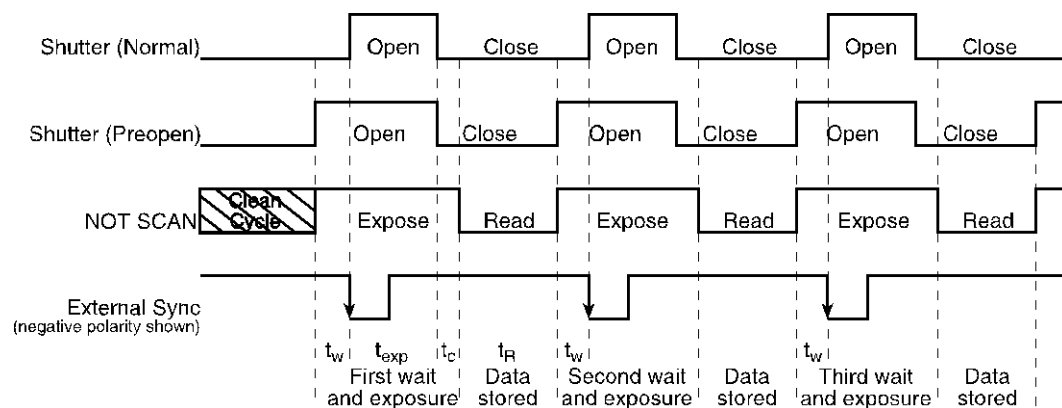 Shutter (Normal) Open Close Open Close Open Close
Shutter (Preopen) Open Close Open Close Open Close
Clean
Cycle
NOT SCAN Expose Read Expose Read Expose Read
External Sync
(negative polarity shown)
tw texp tc tR tw tw
First wait and exposure
Data stored
Second wait and exposure
Data stored
Third wait and exposure
Data stored